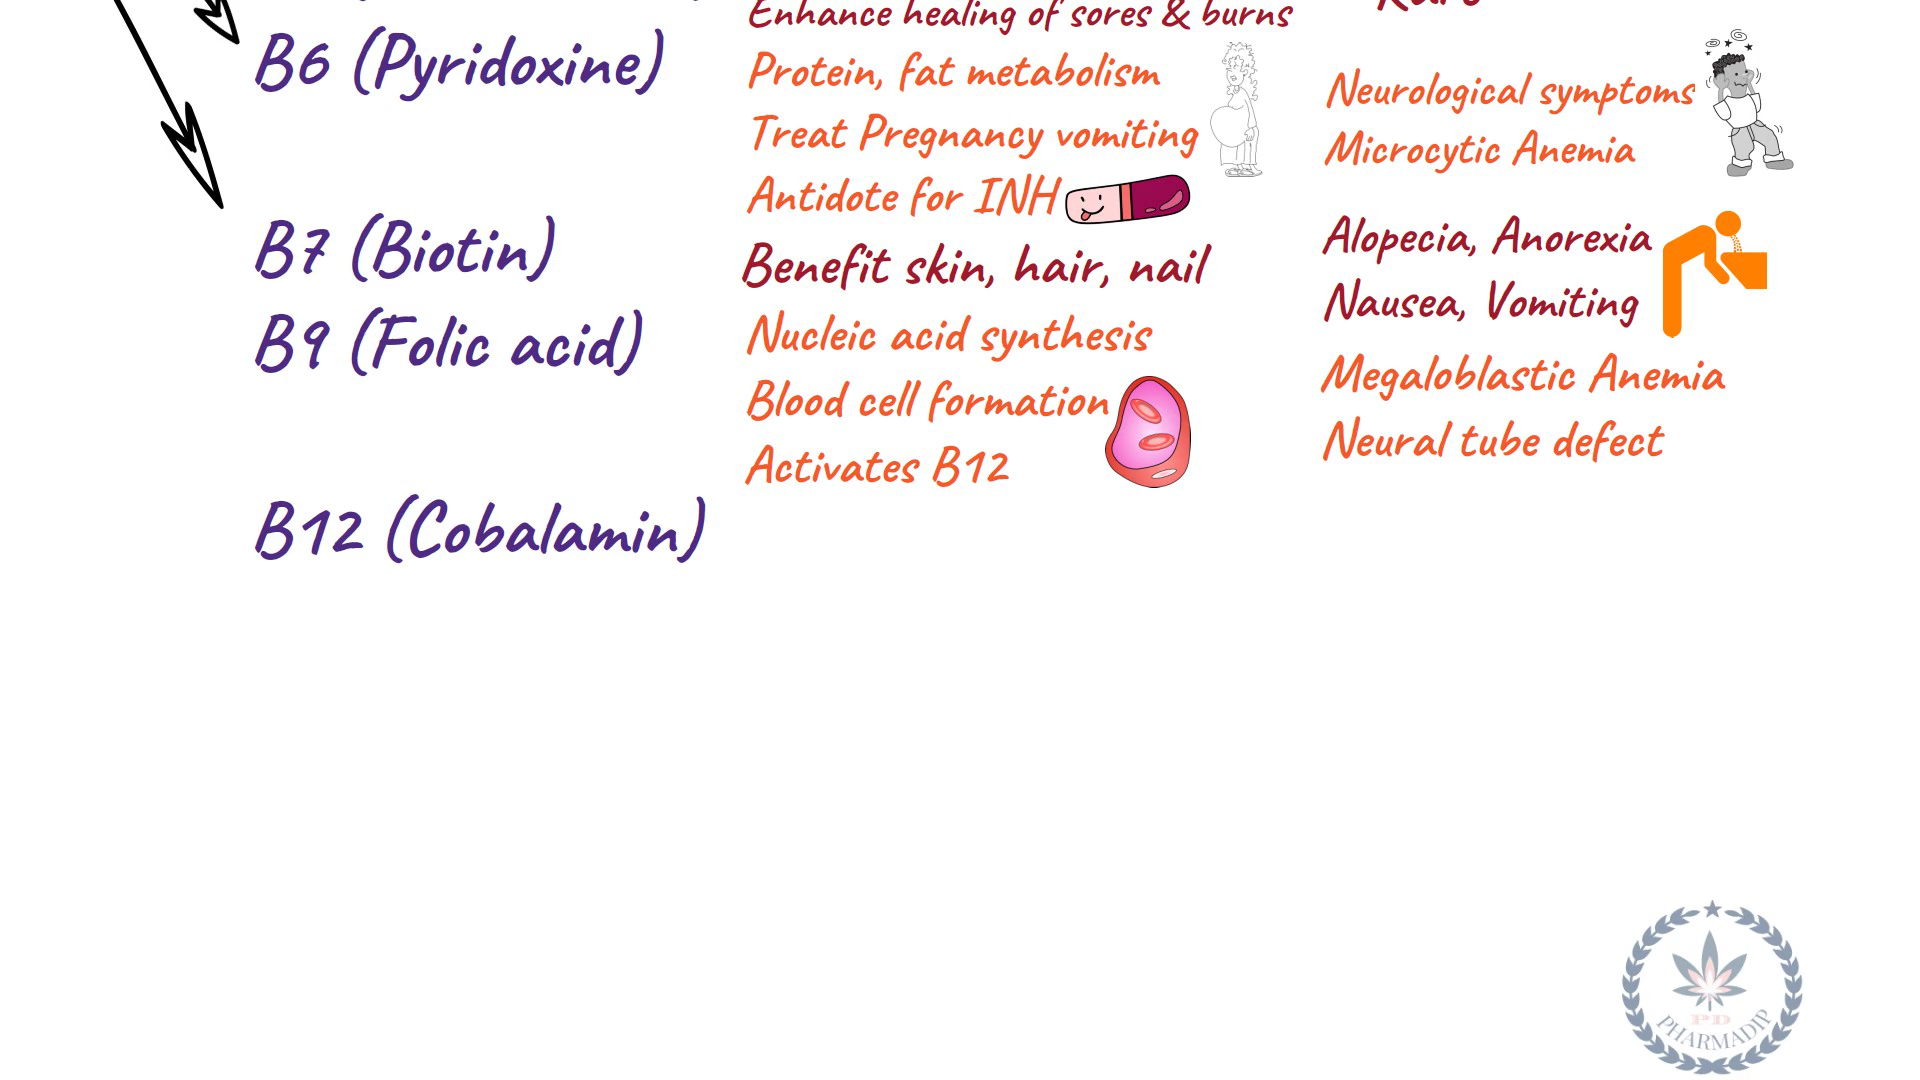 Enhance healing of sores & burns
B6 (Pyridoxine)
Protein, fat metabolism
Neurological symptoms
Treat Pregnancy vomiting
Microcytic Anemia
Antidote for INH
B7 (Biotin)
Benefit skin, hair, nail
Alopecia, Anorexia
Nausea, Vomiting
B9 (Folic acid)
Nucleic acid synthesis
Megaloblastic Anemia
Blood cell formation
Neural tube defect
Activates B12
B12 (Cobalamin)
PD
PHARMADIP